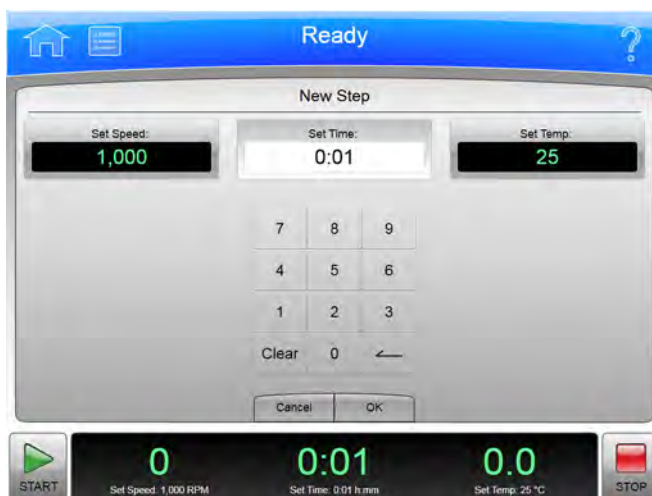 Ready
New Step
Set Speed: Set Time: Set Temp:
1,000 0:01 25
7 8 9
4 5 6
1 2 3
Clear 0
Cancel OK
0 0:01 0.0
START Set Speed: 1,000 RPM Set Time: 0:01 h:mm Set Temp: 25 °C STOP